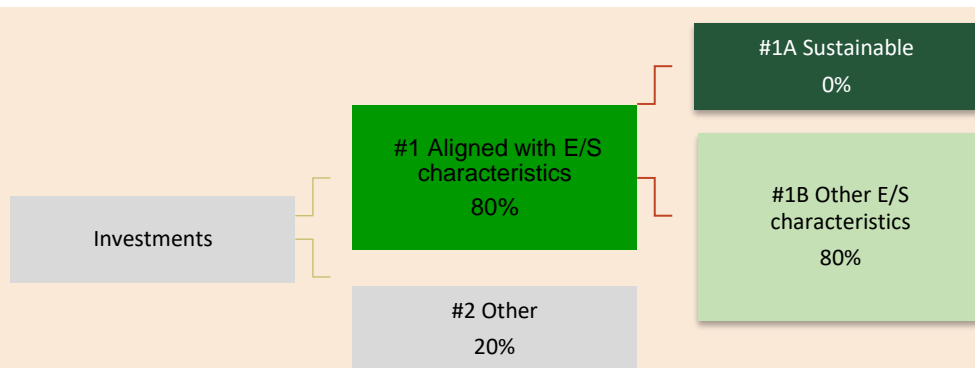 Investments
#1 Aligned with E/S
characteristics
80%
#2 Other
20%
#1A Sustainable
0%
#1B Other E/S
characteristics
80%